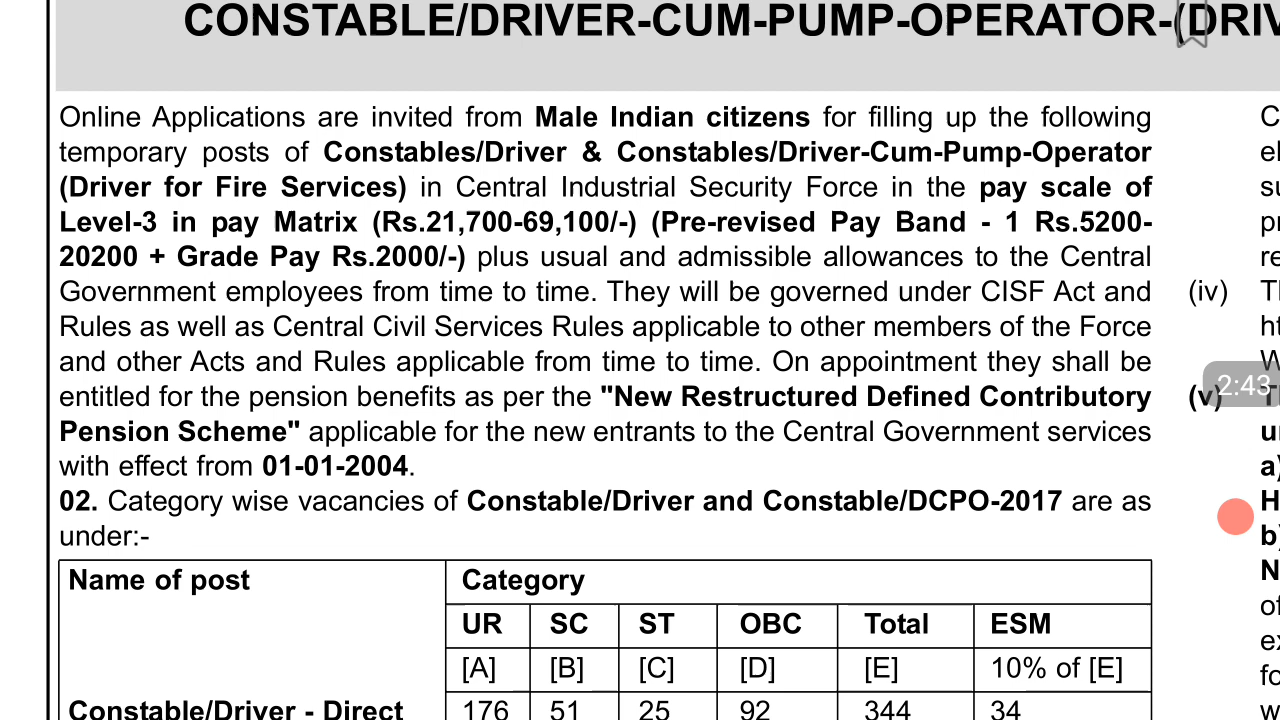 CONSTABLE/DRIVER-CUM-PUMP-OPERATOR-(DRIV
Online Applications are invited from Male Indian citizens for filling up the following
temporary posts of Constables/Driver & Constables/Driver-Cum-Pump-Operator
(Driver for Fire Services) in Central Industrial Security Force in the pay scale of
Level-3 in pay Matrix (Rs.21,700-69,100/-) (Pre-revised Pay Band - 1 Rs.5200-
20200 + Grade Pay Rs.2000/-) plus usual and admissible allowances to the Central
Government employees from time to time. They will be governed under CISF Act and
Rules as well as Central Civil Services Rules applicable to other members of the Force
and other Acts and Rules applicable from time to time. On appointment they shall be
entitled for the pension benefits as per the "New Restructured Defined Contributory
Pension Scheme" applicable for the new entrants to the Central Government services
with effect from 01-01-2004.
02. Category wise vacancies of Constable/Driver and Constable/DCPO-2017 are as
under:-
Name of post Category
UR SC ST OBC Total ESM
[A] [B] [C] [D] [E] 10% of [E]
Constable/Driver - Direct 176 51 25 92 344 34
(iv)
(v)
a)
b)
2:43